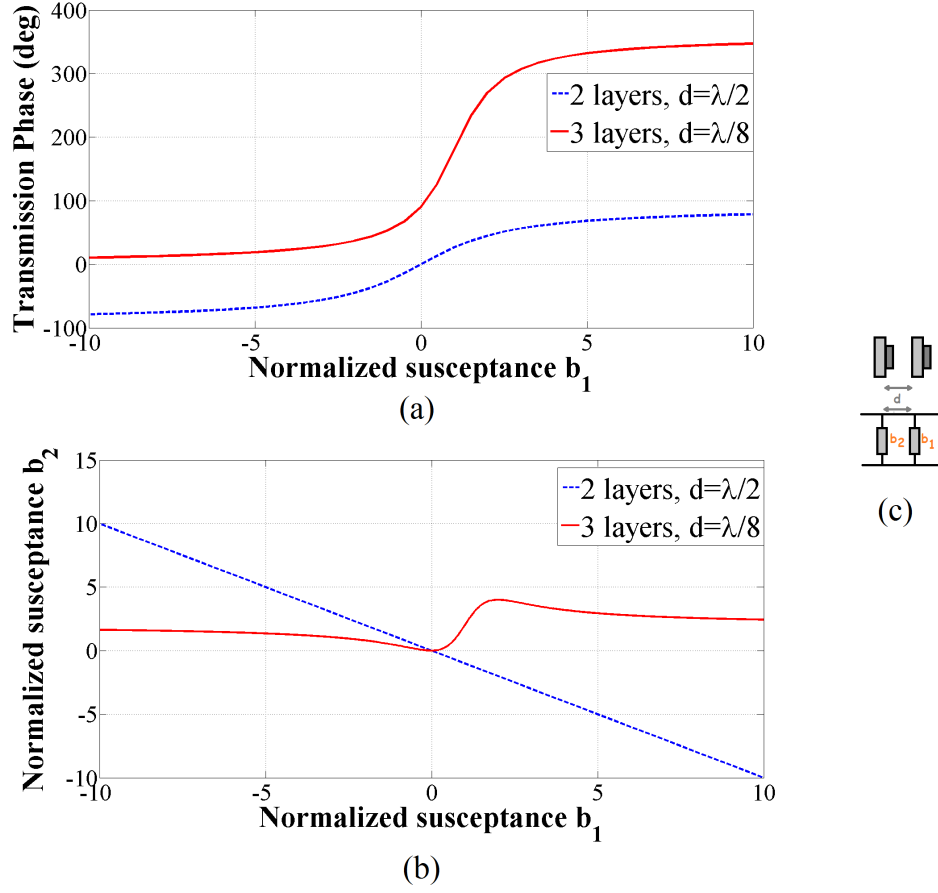 400
300
200
100
0
-100
Transmission Phase (deg)
2 layers, d=λ/2
3 layers, d=λ/8
-10
-5
0
5
10
Normalized susceptance b1
(a)
15
10
5
0
-5
-10
Normalized susceptance b2
2 layers, d=λ/2
3 layers, d=λ/8
-10
-5
0
5
10
Normalized susceptance b1
(b)
d
b2
b1
(c)